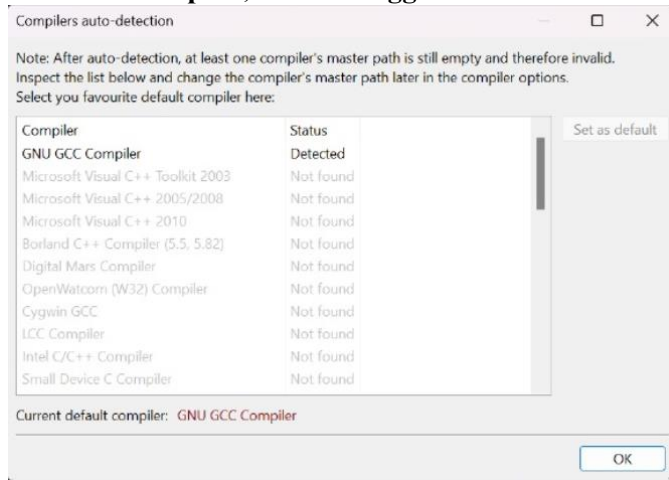 Compilers auto-detection
Note: After auto-detection, at least one compiler's master path is still empty and therefore invalid.
Inspect the list below and change the compiler's master path later in the compiler options.
Select you favourite default compiler here:
Compiler Status
Set as default
GNU GCC Compiler Detected
Microsoft Visual C++ Toolkit 2003 Not found
Microsoft Visual C++ 2005/2008 Not found
Microsoft Visual C++ 2010 Not found
Borland C++ Compiler (5.5, 5.82) Not found
Digital Mars Compiler Not found
OpenWatcom (W32) Compiler Not found
Cygwin GCC Not found
LCC Compiler Not found
Intel C/C++ Compiler Not found
Small Device C Compiler Not found
Current default compiler: GNU GCC Compiler
OK